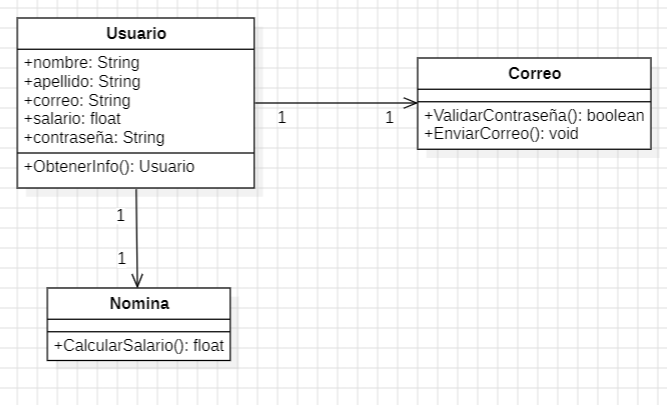 Usuario
+nombre: String
+apellido: String
+correo: String
+salario: float
+contraseña: String
+ObtenerInfo(): Usuario
1
1
Correo
+ValidarContraseña(): boolean
+EnviarCorreo(): void
1
1
Nomina
+CalcularSalario(): float